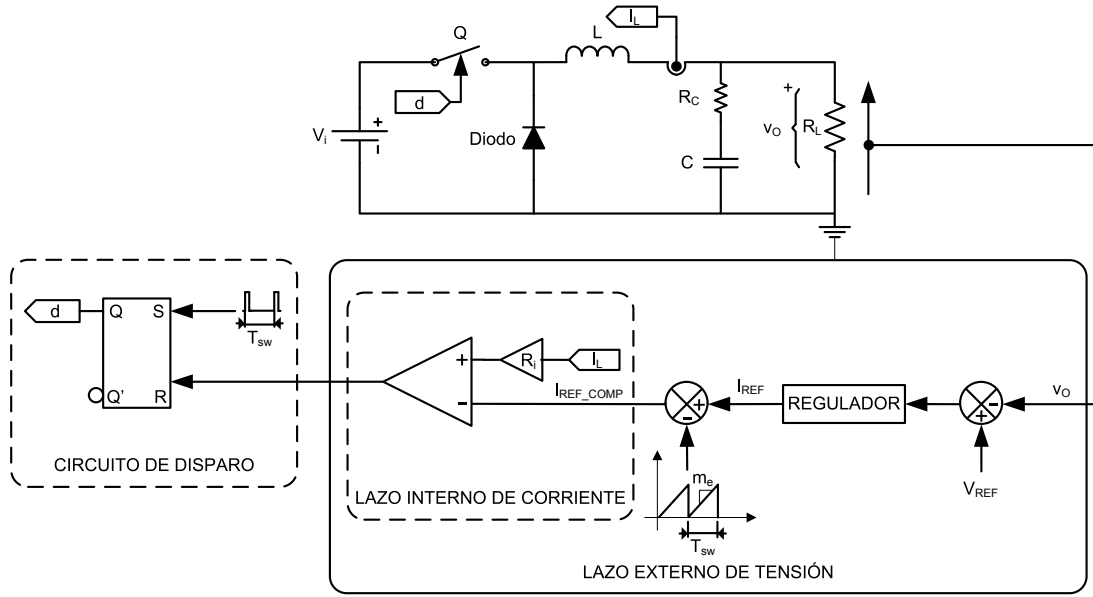 I_L
Q
L
d
R_C
+
V_i
+
Diodo
v_O
R_L
C
d
Q
S
T_sw
Q'
R
CIRCUITO DE DISPARO
+
R_i
I_L
-
I_REF_COMP
LAZO INTERNO DE CORRIENTE
+
-
I_REF
REGULADOR
-
+
v_O
V_REF
m_e
T_sw
LAZO EXTERNO DE TENSIÓN